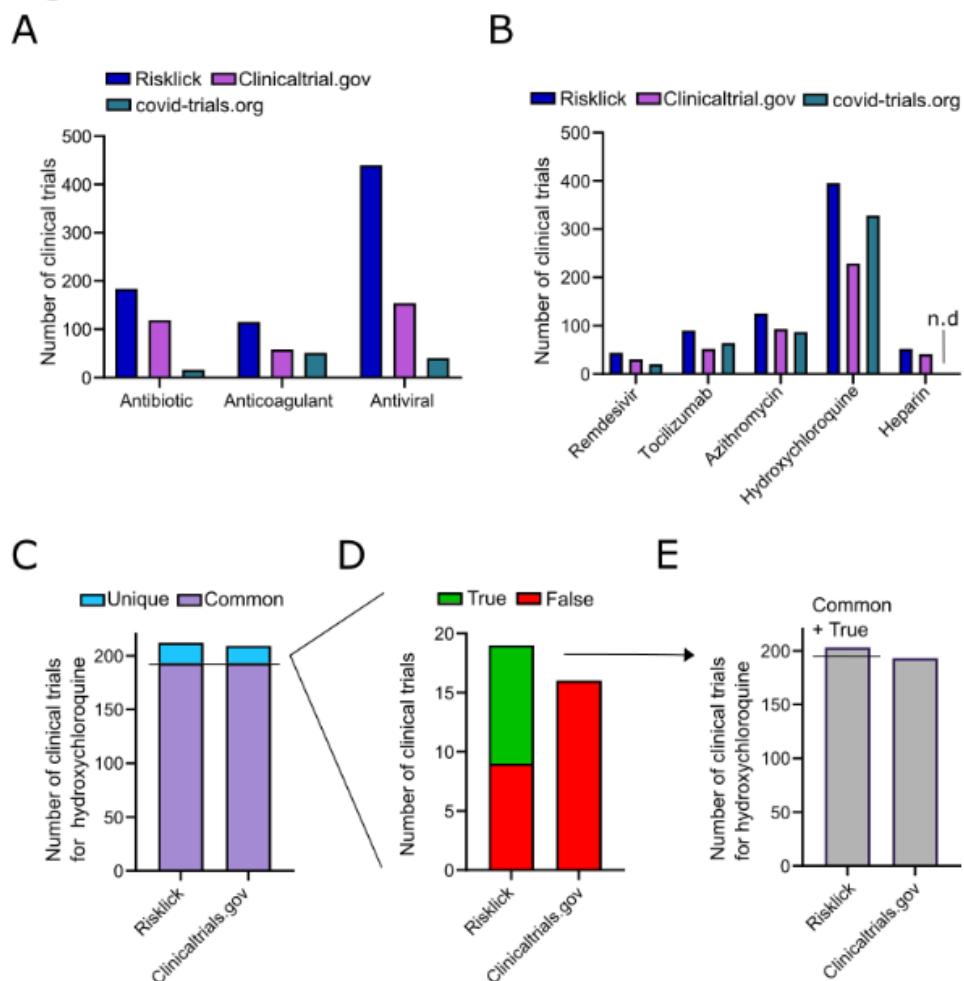 A
Risklick Clinicaltrial.gov
covid-trials.org
Number of clinical trials
500
400
300
200
100
0
Antibiotic Anticoagulant Antiviral
B
Risklick Clinicaltrial.gov covid-trials.org
Number of clinical trials
500
400
300
200
100
0
n.d
Remdesivir
Tocilizumab
Azithromycin
Hydroxychloroquine
Heparin
C
Unique Common
Number of clinical trials
for hydroxychloroquine
200
150
100
50
0
Risklick
Clinicaltrials.gov
D
True False
Number of clinical trials
20
15
10
5
0
Risklick
Clinicaltrials.gov
E
Common
+ True
Number of clinical trials
for hydroxychloroquine
200
150
100
50
0
Risklick
Clinicaltrials.gov